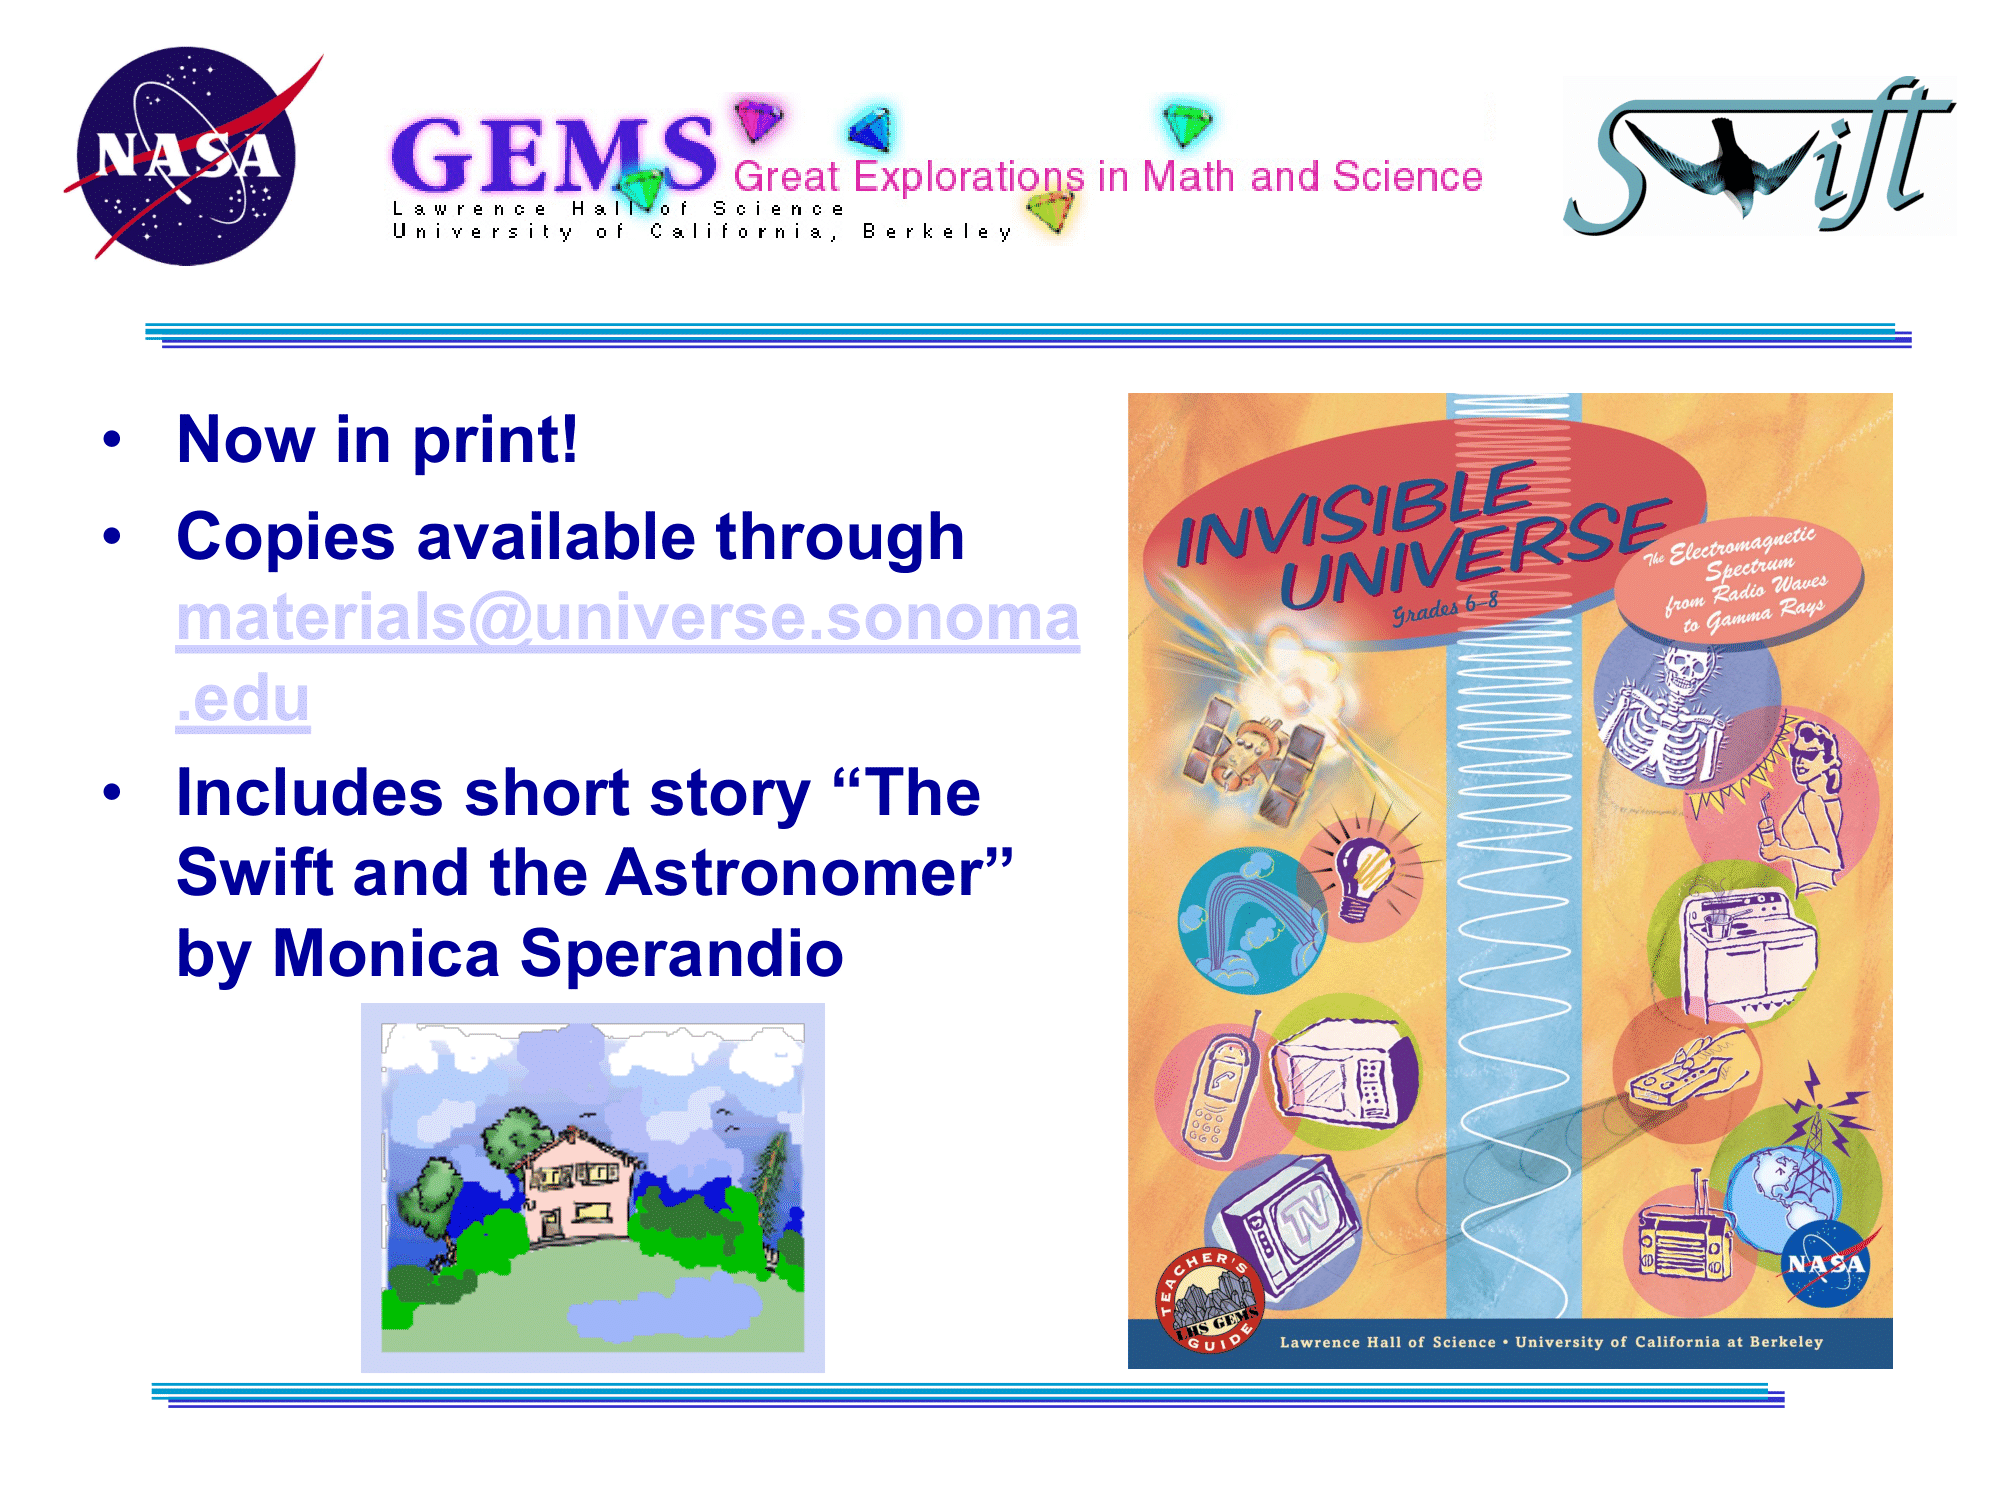 NASA
GEMS
Great Explorations in Math and Science
Lawrence Hall of Science
University of California, Berkeley
Swift
• Now in print!
• Copies available through
materials@universe.sonoma
.edu
• Includes short story “The
Swift and the Astronomer”
by Monica Sperandio
INVISIBLE
UNIVERSE
Grades 6–8
The Electromagnetic
Spectrum
from Radio Waves
to Gamma Rays
TV
TEACHER'S
LHS GEMS
GUIDE
NASA
Lawrence Hall of Science • University of California at Berkeley